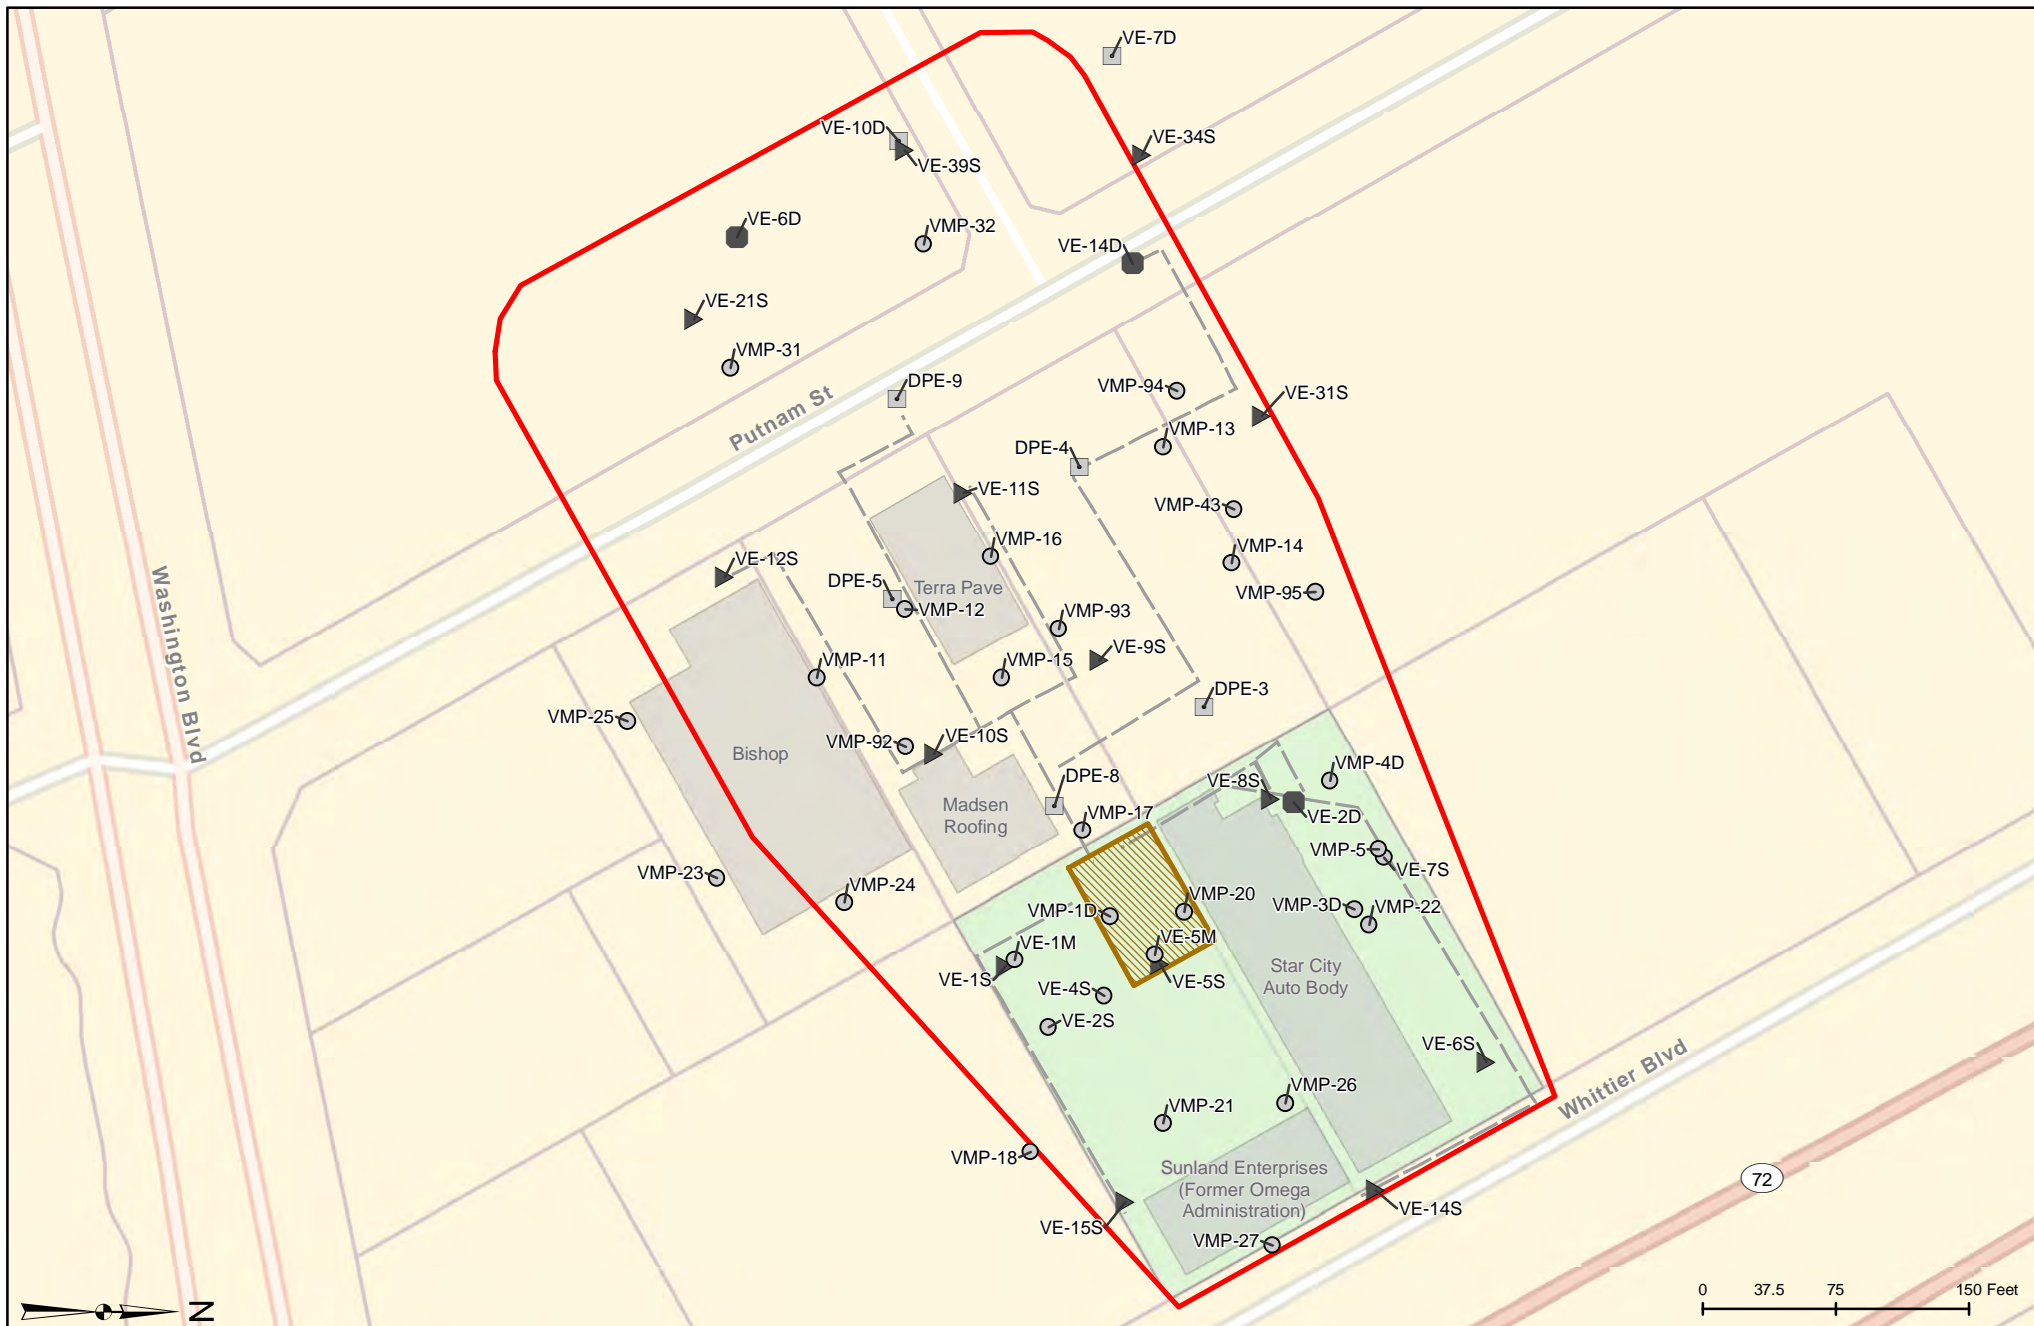 VE-7D
VE-10D
VE-34S
VE-39S
VE-6D
VMP-32
VE-14D
VE-21S
VMP-31
DPE-9
VMP-94
VE-31S
Putnam St
VMP-13
DPE-4
VE-11S
VMP-43
VMP-16
VMP-14
VE-12S
DPE-5
Terra Pave
VMP-95
VMP-12
VMP-93
Washington Blvd
VE-9S
VMP-11
VMP-15
DPE-3
VMP-25
VMP-92
VE-10S
Bishop
VMP-4D
VE-8S
DPE-8
Madsen
Roofing
VMP-17
VE-2D
VMP-5
VE-7S
VMP-23
VMP-24
VMP-20
VMP-1D
VMP-3D
VMP-22
VE-1M
VE-5M
VE-1S
VE-5S
Star City
Auto Body
VE-4S
VE-2S
VE-6S
Whittier Blvd
VMP-26
VMP-21
VMP-18
Sunland Enterprises
(Former Omega
Administration)
72
VE-15S
VE-14S
VMP-27
0 37.5 75 150 Feet
N